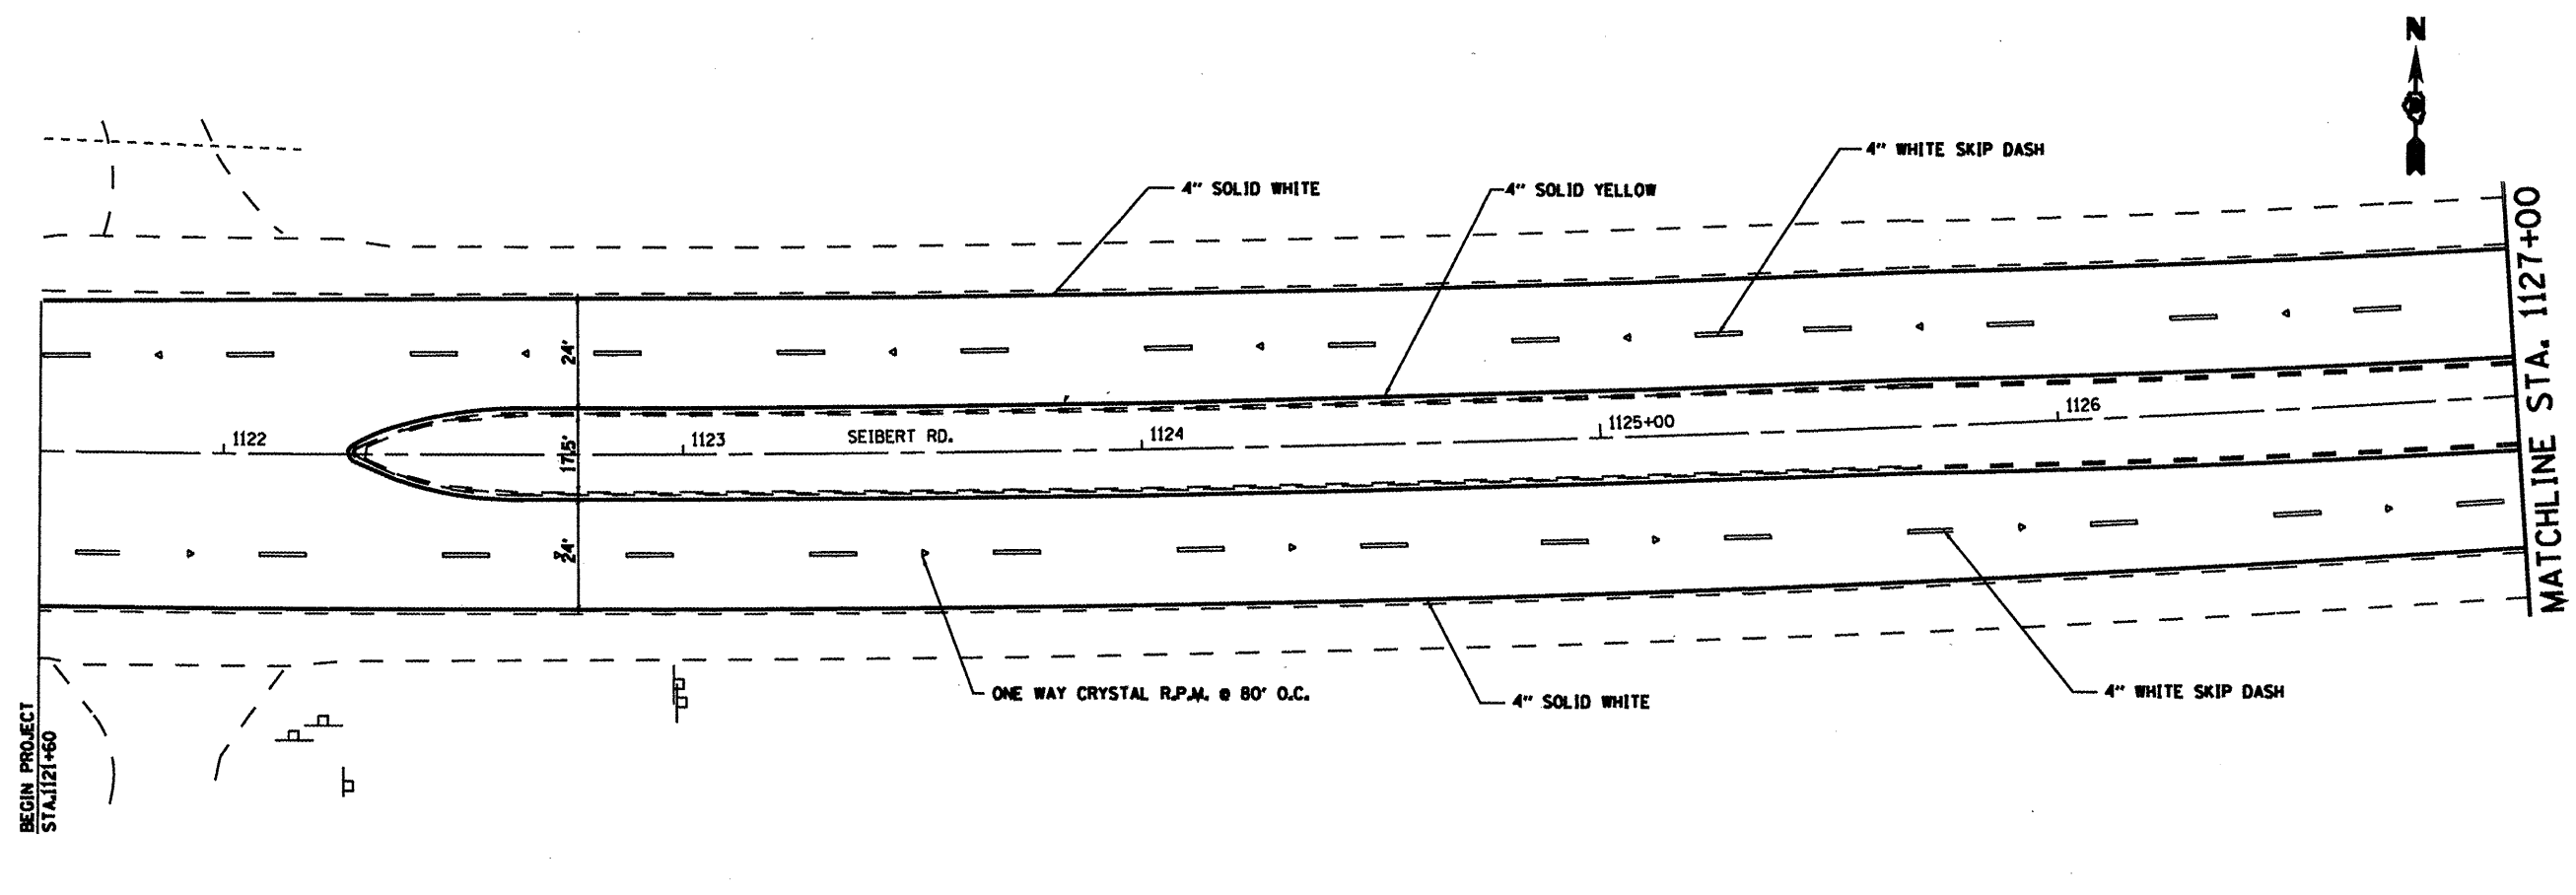 N
4" WHITE SKIP DASH
4" SOLID WHITE
4" SOLID YELLOW
MATCHLINE STA. 1127+00
24'
1122
17.5'
1123
SEIBERT RD.
1124
1125+00
1126
24'
ONE WAY CRYSTAL R.P.M. @ 80' O.C.
4" SOLID WHITE
4" WHITE SKIP DASH
BEGIN PROJECT
STA.1121+60